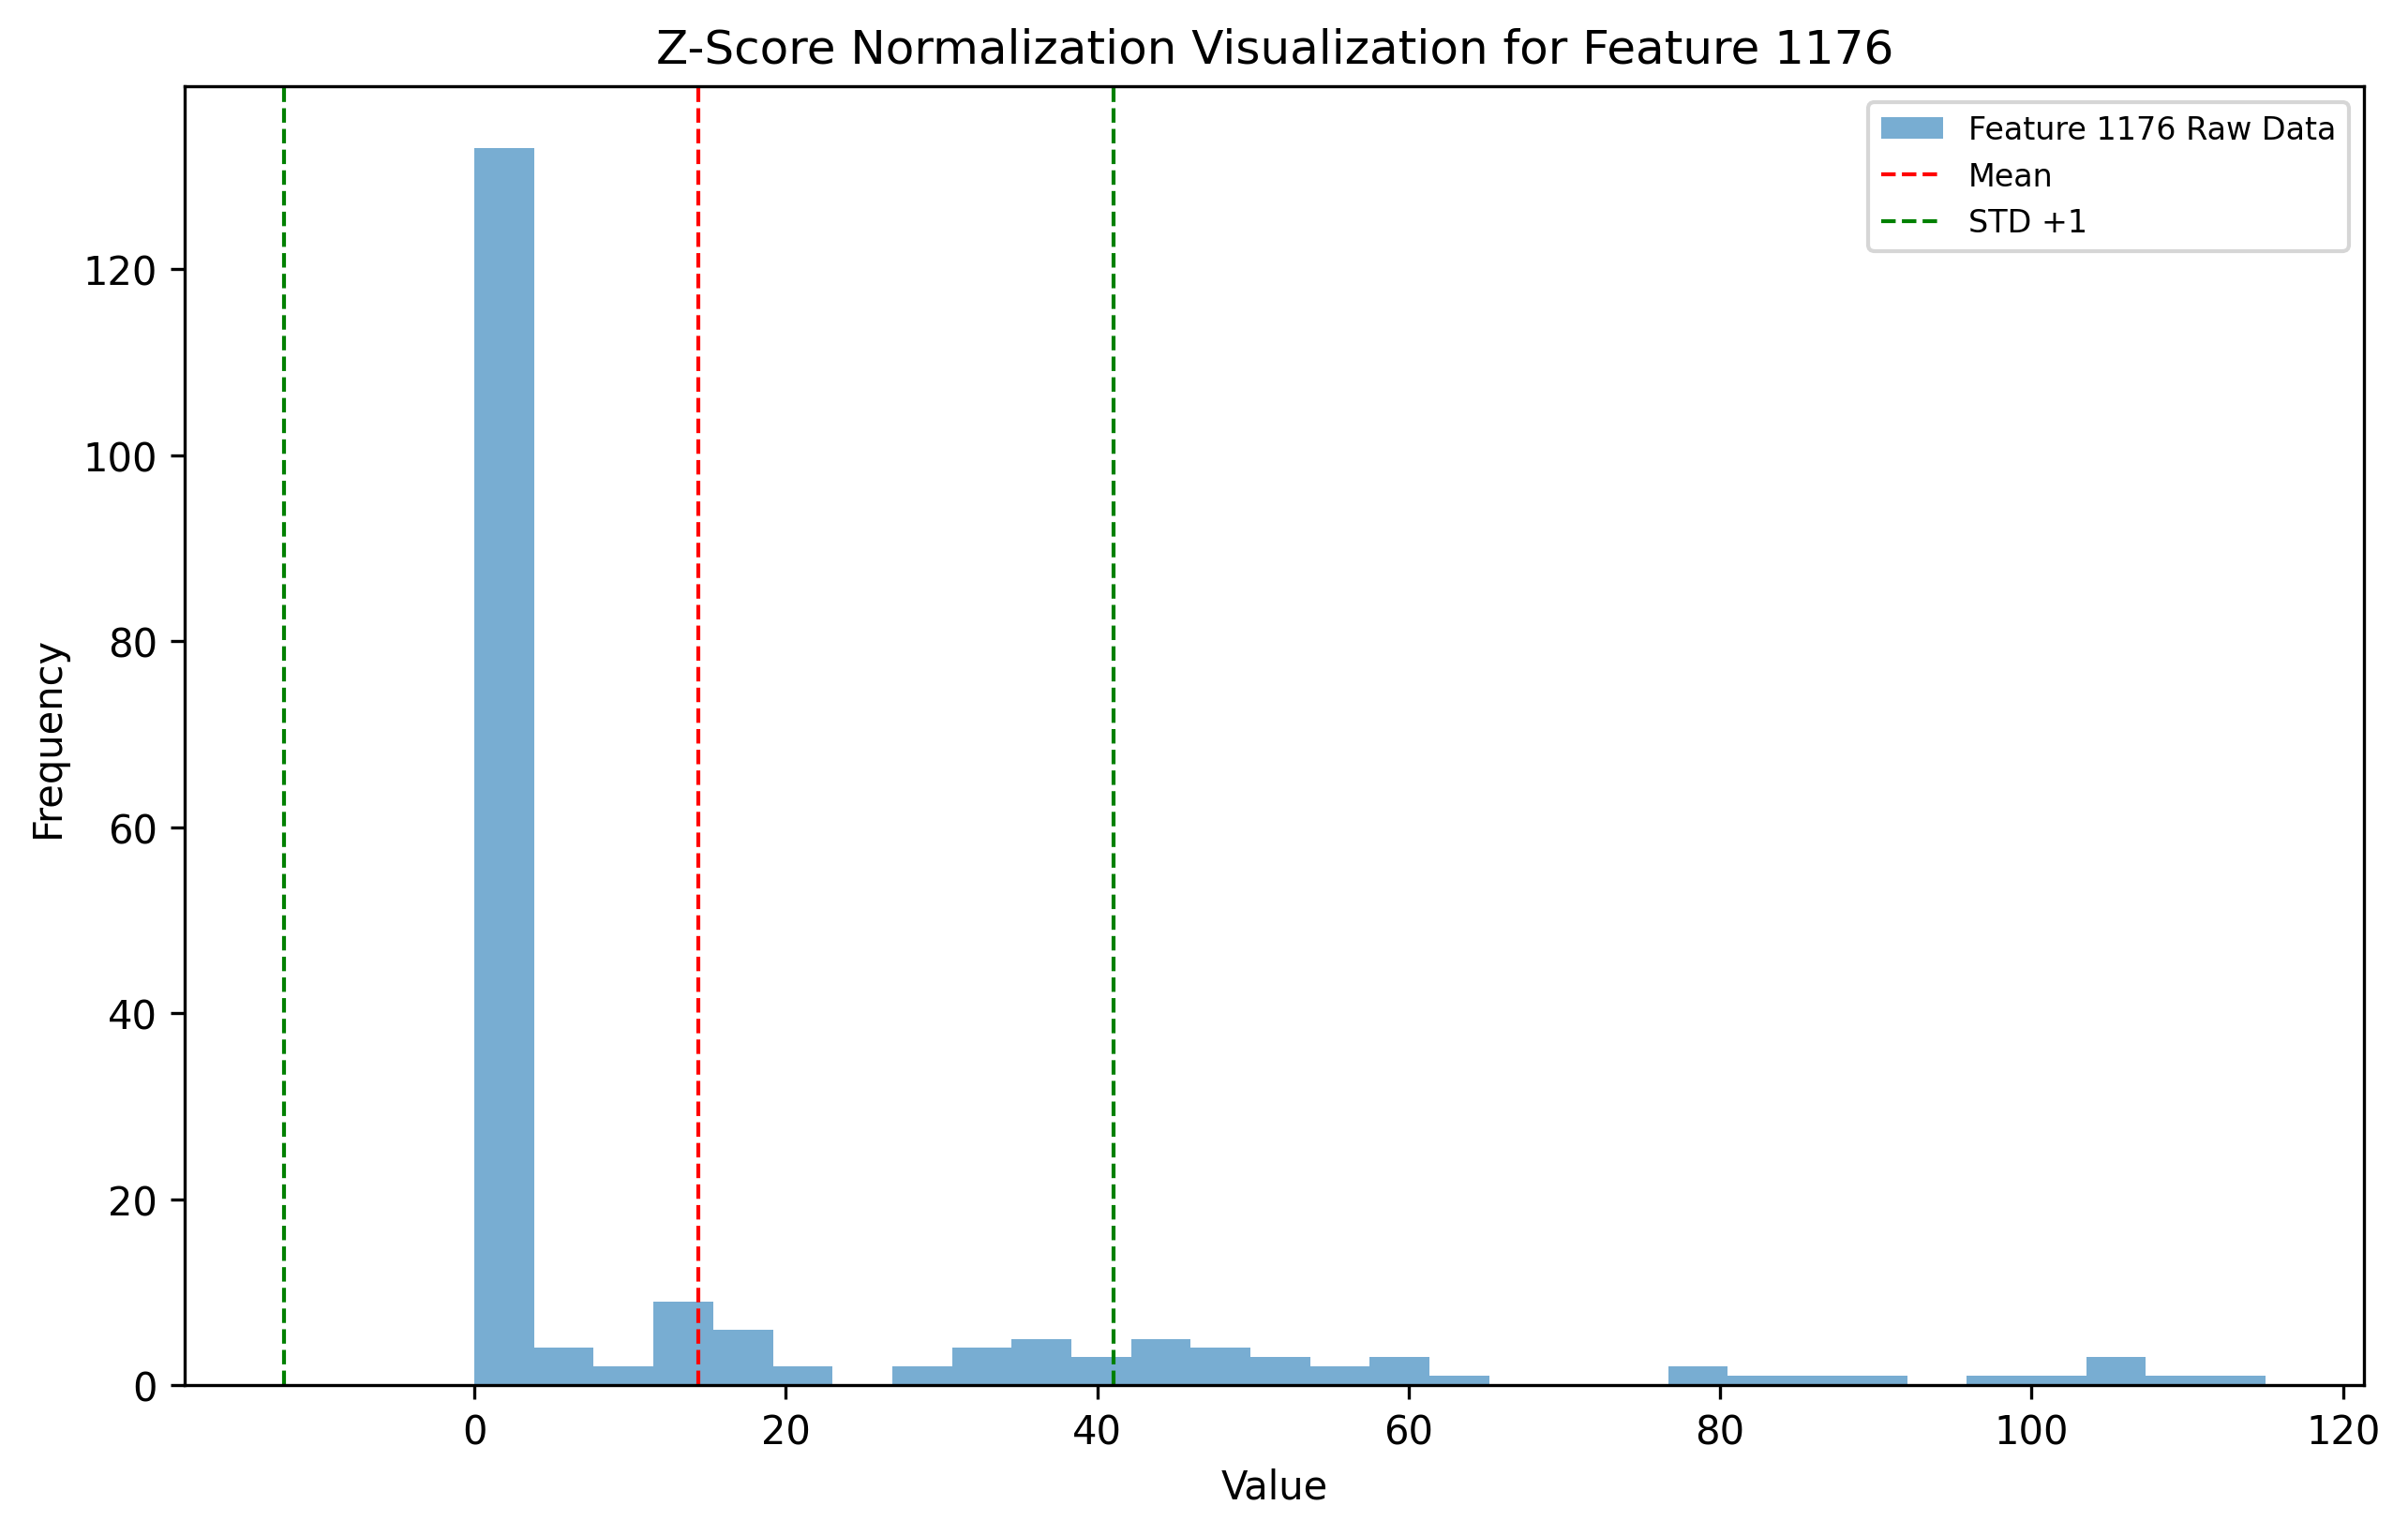 Z-Score Normalization Visualization for Feature 1176
Feature 1176 Raw Data
Mean
STD +1
120
100
80
60
40
20
0
Frequency
0 20 40 60 80 100 120
Value